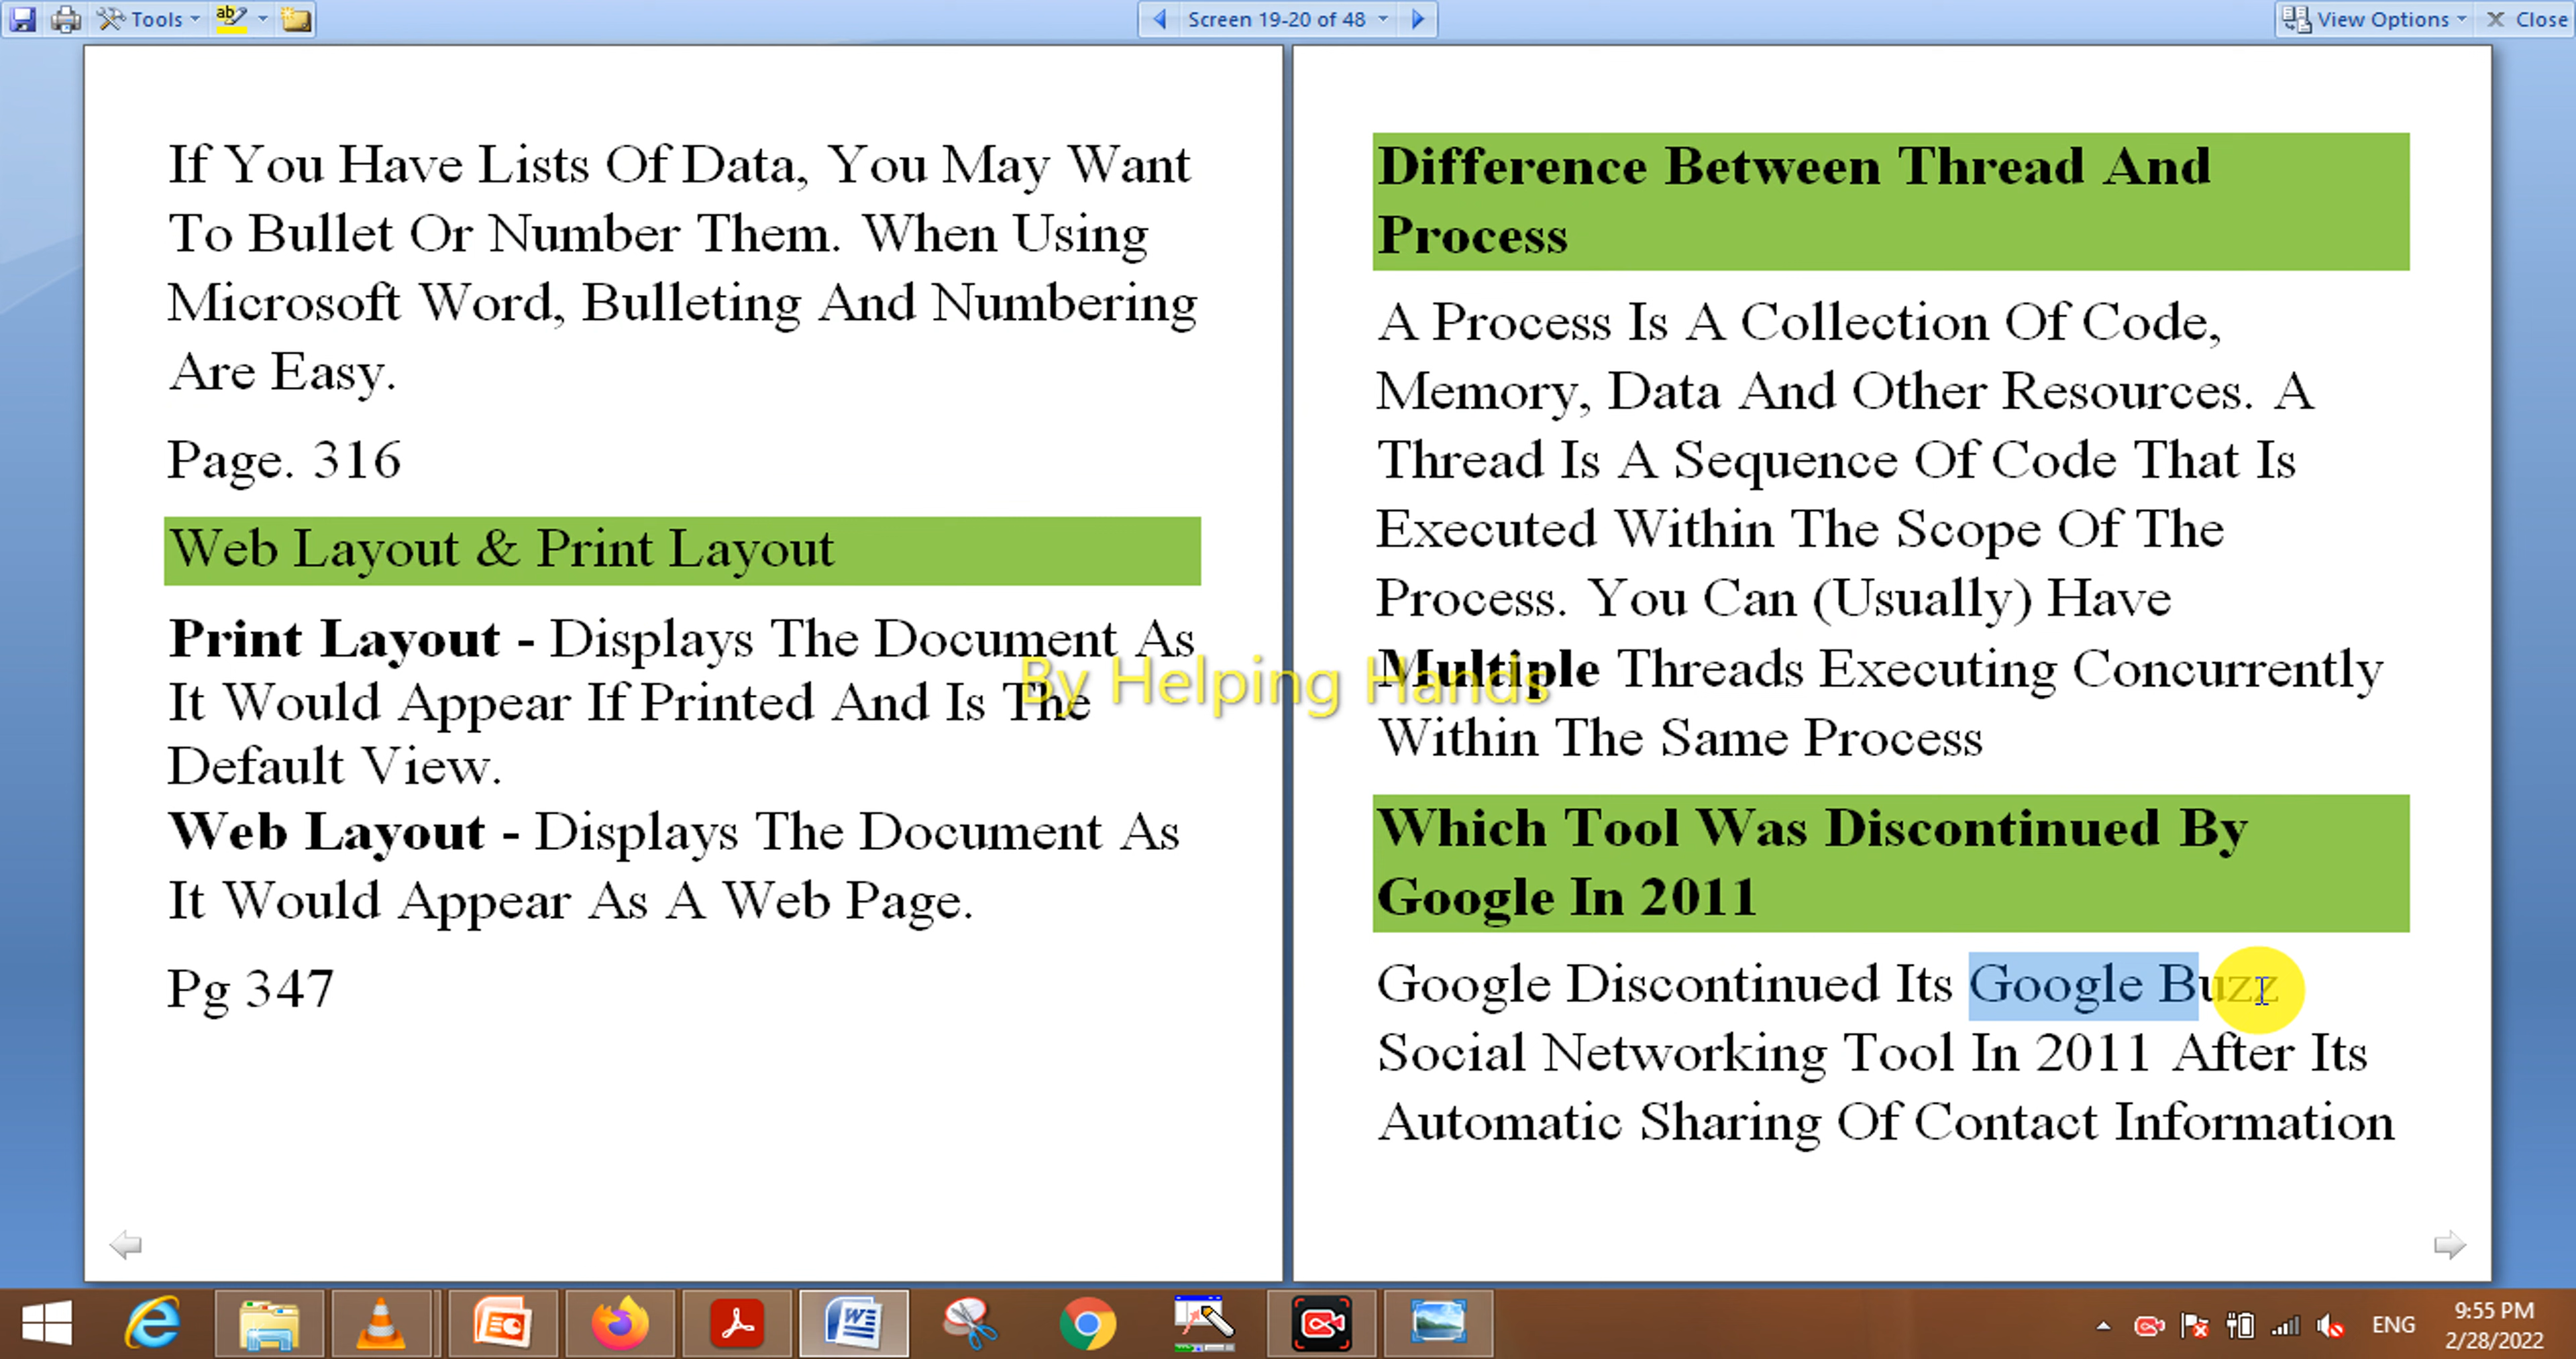 Tools
Screen 19-20 of 48
View Options
Close
If You Have Lists Of Data, You May Want
To Bullet Or Number Them. When Using
Microsoft Word, Bulleting And Numbering
Are Easy.
Page. 316
Web Layout & Print Layout
Print Layout - Displays The Document As
It Would Appear If Printed And Is The
Default View.
Web Layout - Displays The Document As
It Would Appear As A Web Page.
Pg 347
By Helping Hands
Difference Between Thread And
Process
A Process Is A Collection Of Code,
Memory, Data And Other Resources. A
Thread Is A Sequence Of Code That Is
Executed Within The Scope Of The
Process. You Can (Usually) Have
Multiple Threads Executing Concurrently
Within The Same Process
Which Tool Was Discontinued By
Google In 2011
Google Discontinued Its Google Buzz
Social Networking Tool In 2011 After Its
Automatic Sharing Of Contact Information
ENG
9:55 PM
2/28/2022